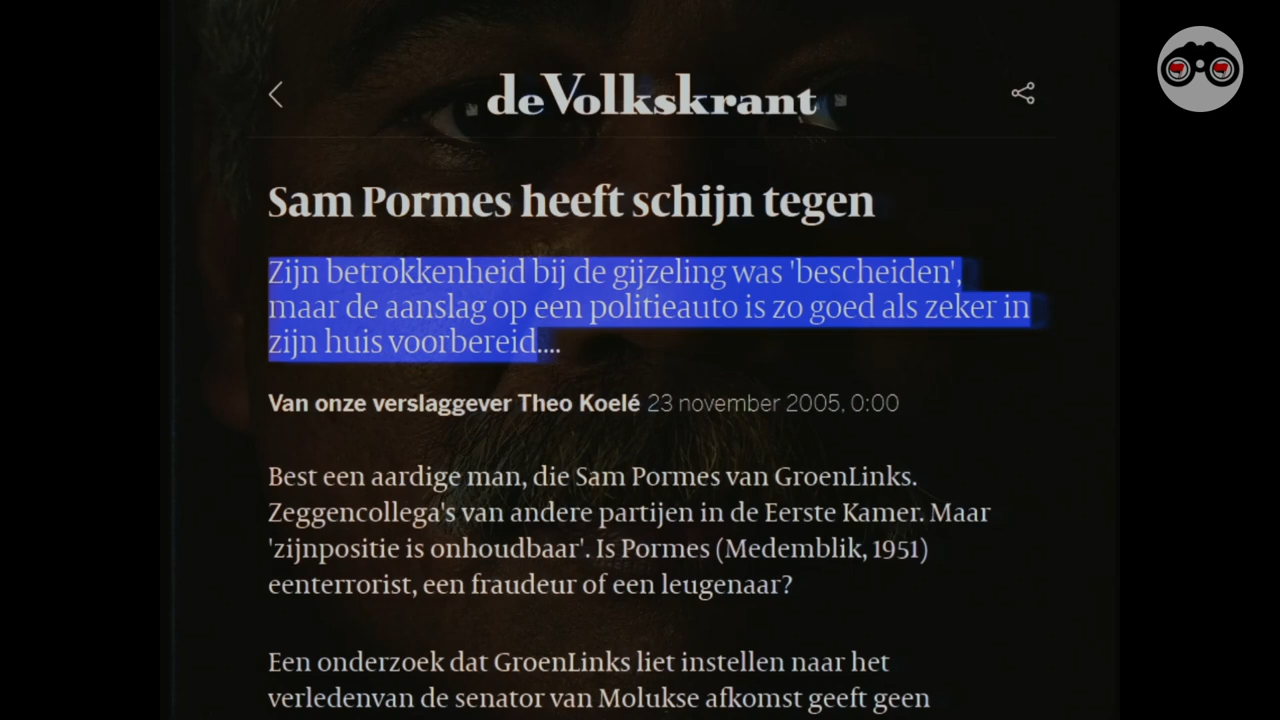 deVolkskrant
Sam Pormes heeft schijn tegen
Zijn betrokkenheid bij de gijzeling was 'bescheiden',
maar de aanslag op een politieauto is zo goed als zeker in
zijn huis voorbereid....
Van onze verslaggever Theo Koelé 23 november 2005, 0:00
Best een aardige man, die Sam Pormes van GroenLinks.
Zeggencollega's van andere partijen in de Eerste Kamer. Maar
'zijnpositie is onhoudbaar'. Is Pormes (Medemblik, 1951)
eenterrorist, een fraudeur of een leugenaar?
Een onderzoek dat GroenLinks liet instellen naar het
verledenvan de senator van Molukse afkomst geeft geen